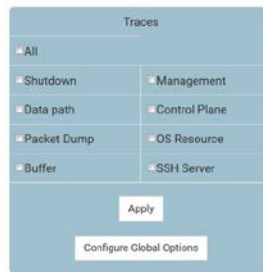 Traces
All
Shutdown
Management
Data path
Control Plane
Packet Dump
OS Resource
Buffer
SSH Server
Apply
Configure Global Options